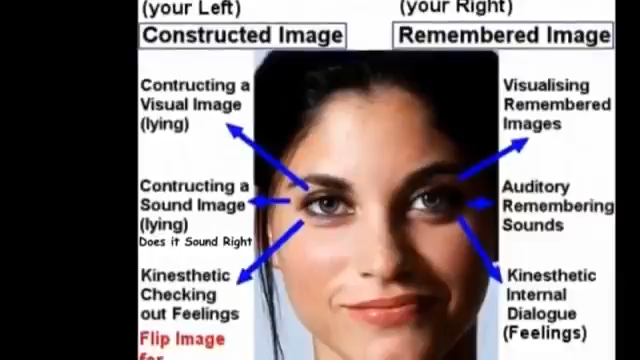 (your Left)
(your Right)
Constructed Image
Remembered Image
Contructing a
Visual Image
(lying)
Visualising
Remembered
Images
Contructing a
Sound Image
(lying)
Does it Sound Right
Auditory
Remembering
Sounds
Kinesthetic
Checking
out Feelings
Kinesthetic
Internal
Dialogue
(Feelings)
Flip Image
for